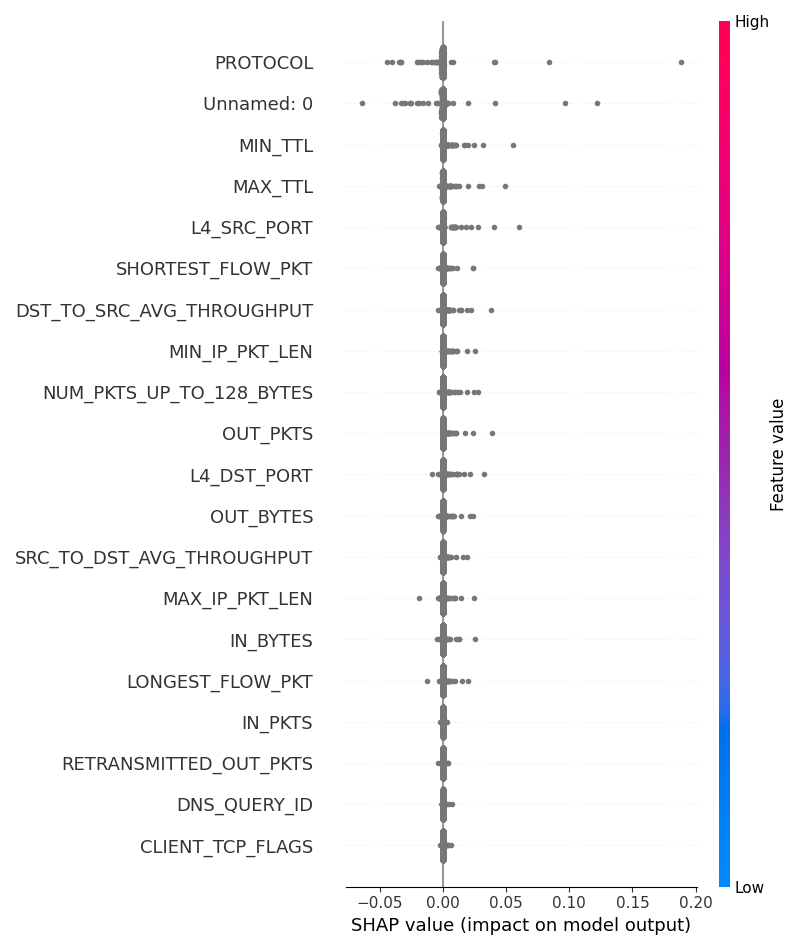 High
PROTOCOL
Unnamed: 0
MIN_TTL
MAX_TTL
L4_SRC_PORT
SHORTEST_FLOW_PKT
DST_TO_SRC_AVG_THROUGHPUT
MIN_IP_PKT_LEN
NUM_PKTS_UP_TO_128_BYTES
OUT_PKTS
L4_DST_PORT
OUT_BYTES
SRC_TO_DST_AVG_THROUGHPUT
MAX_IP_PKT_LEN
IN_BYTES
LONGEST_FLOW_PKT
IN_PKTS
RETRANSMITTED_OUT_PKTS
DNS_QUERY_ID
CLIENT_TCP_FLAGS
Feature value
Low
−0.05 0.00 0.05 0.10 0.15 0.20
SHAP value (impact on model output)